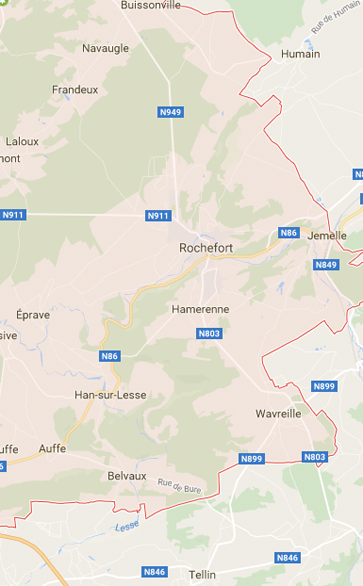 Buissonville
Rue de Humain
Navaugle
Humain
Frandeux
N949
Laloux
mont
N911
N911
N86
Rochefort
Jemelle
N849
Hamerenne
Éprave
N803
sive
N86
N899
Han-sur-Lesse
Wavreille
uffe
Auffe
N899
N803
Belvaux
Rue de Bure
Lesse
N846
N846
Tellin